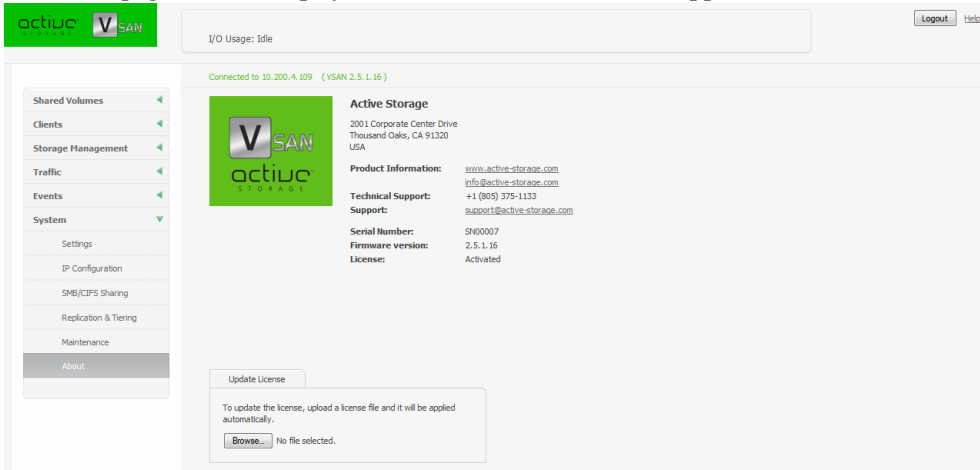 active
STORAGE
V SAN
I/O Usage: Idle
Logout Help
Connected to 10.200.4.109 ( VSAN 2.5.1.16 )
Shared Volumes
Clients
Storage Management
Traffic
Events
System
Settings
IP Configuration
SMB/CIFS Sharing
Replication & Tiering
Maintenance
About
V SAN
active
STORAGE
Active Storage
2001 Corporate Center Drive
Thousand Oaks, CA 91320
USA
Product Information: www.active-storage.com
info@active-storage.com
Technical Support: +1 (805) 375-1133
Support: support@active-storage.com
Serial Number: SN00007
Firmware version: 2.5.1.16
License: Activated
Update License
To update the license, upload a license file and it will be applied
automatically.
Browse... No file selected.